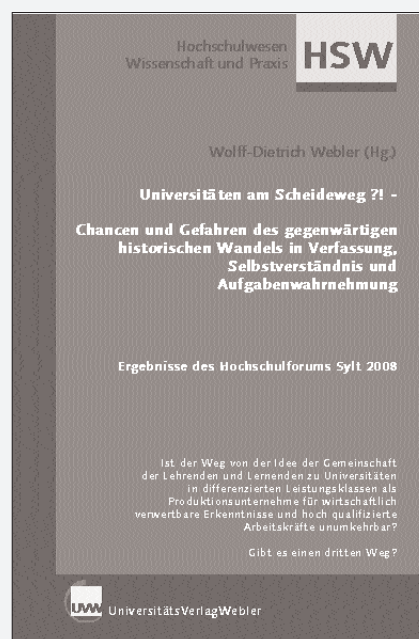 Hochschulwesen
Wissenschaft und Praxis
HSW
Wolff-Dietrich Webler (Hg.)
Universitäten am Scheideweg ?! -
Chancen und Gefahren des gegenwärtigen
historischen Wandels in Verfassung,
Selbstverständnis und
Aufgabenwahrnehmung
Ergebnisse des Hochschulforums Sylt 2008
Ist der Weg von der Idee der Gemeinschaft
der Lehrenden und Lernenden zu Universitäten
in differenzierten Leistungsklassen als
Produktionsunternehme für wirtschaftlich
verwertbare Erkenntnisse und hoch qualifizierte
Arbeitskräfte unumkehrbar?
Gibt es einen dritten Weg?
UVW
UniversitätsVerlagWebler